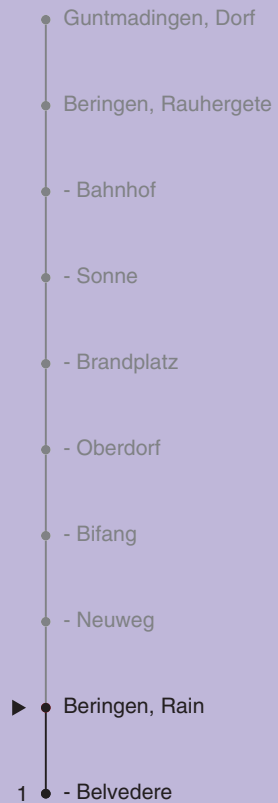 Guntmadingen, Dorf
Beringen, Rauhergete
- Bahnhof
- Sonne
- Brandplatz
- Oberdorf
- Bifang
- Neuweg
Beringen, Rain
1 - Belvedere